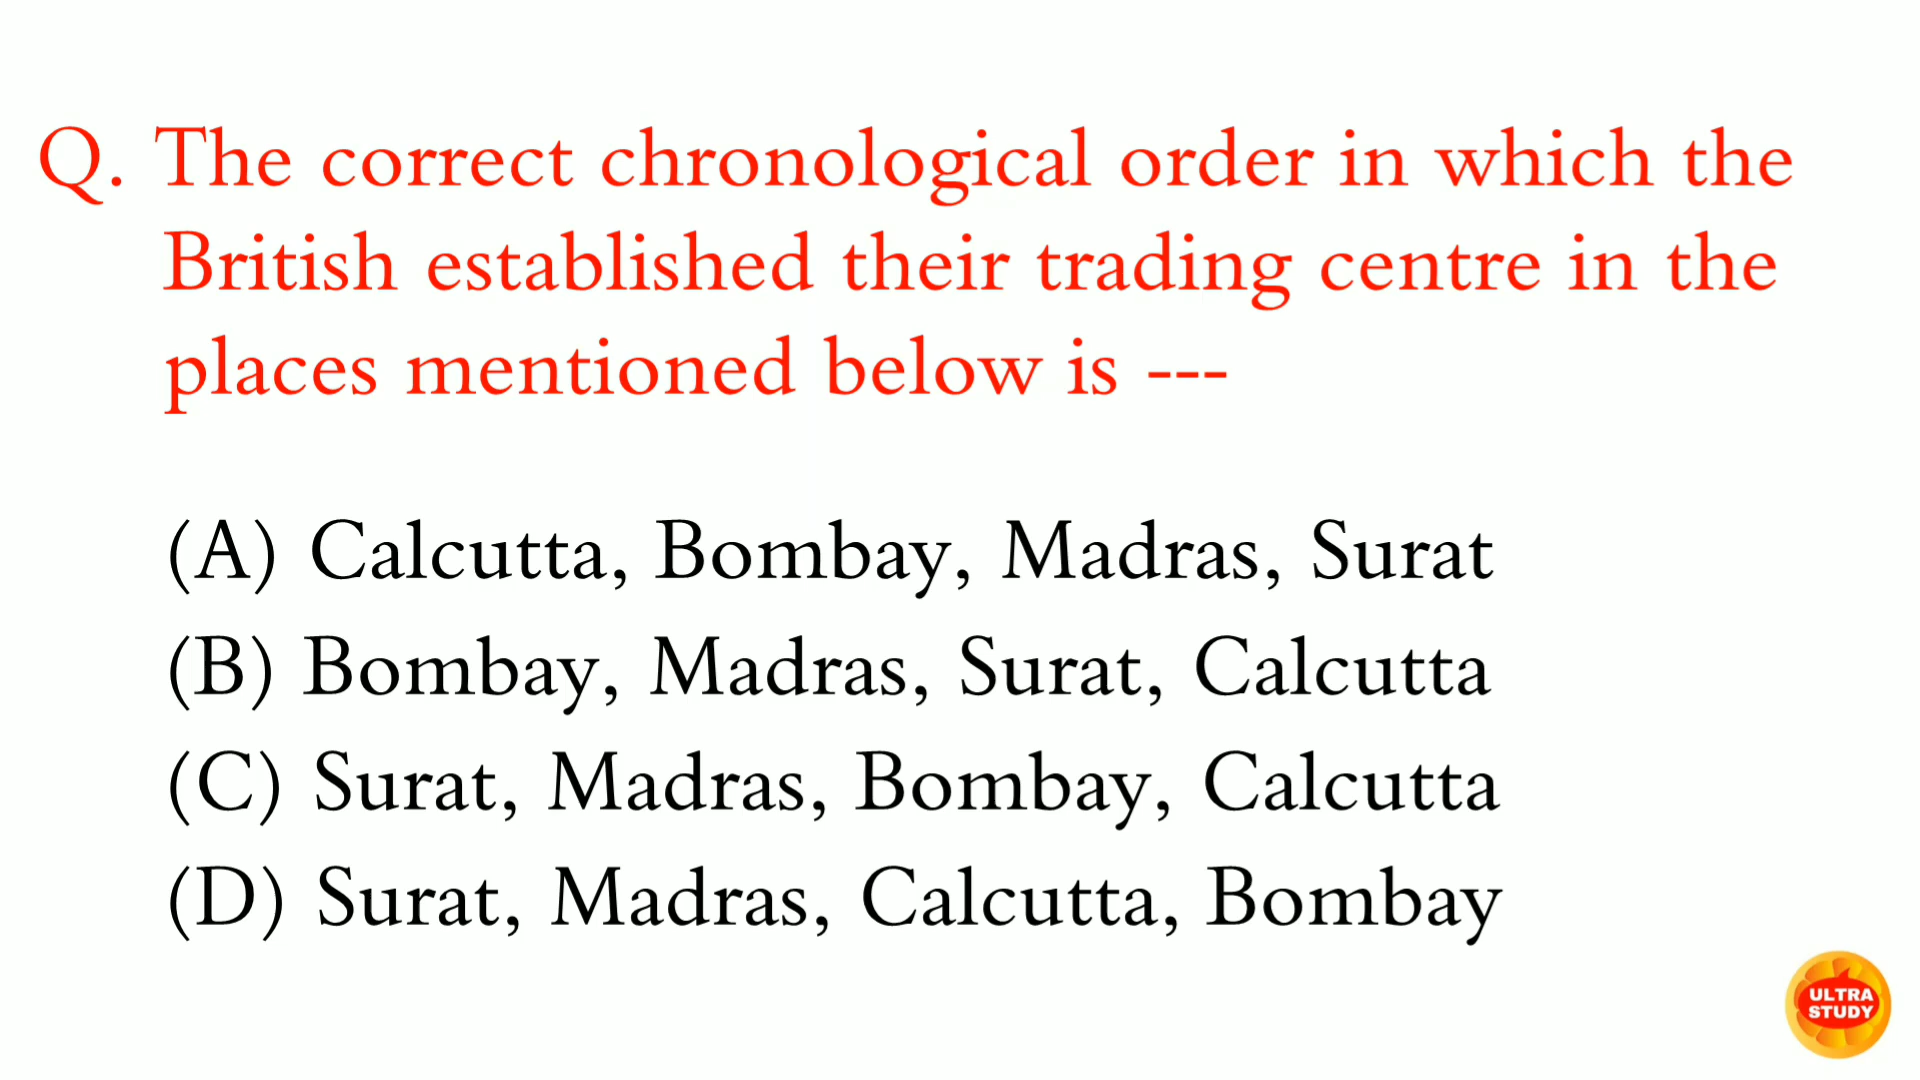 Q. The correct chronological order in which the
British established their trading centre in the
places mentioned below is ---
(A) Calcutta, Bombay, Madras, Surat
(B) Bombay, Madras, Surat, Calcutta
(C) Surat, Madras, Bombay, Calcutta
(D) Surat, Madras, Calcutta, Bombay
ULTRA
STUDY